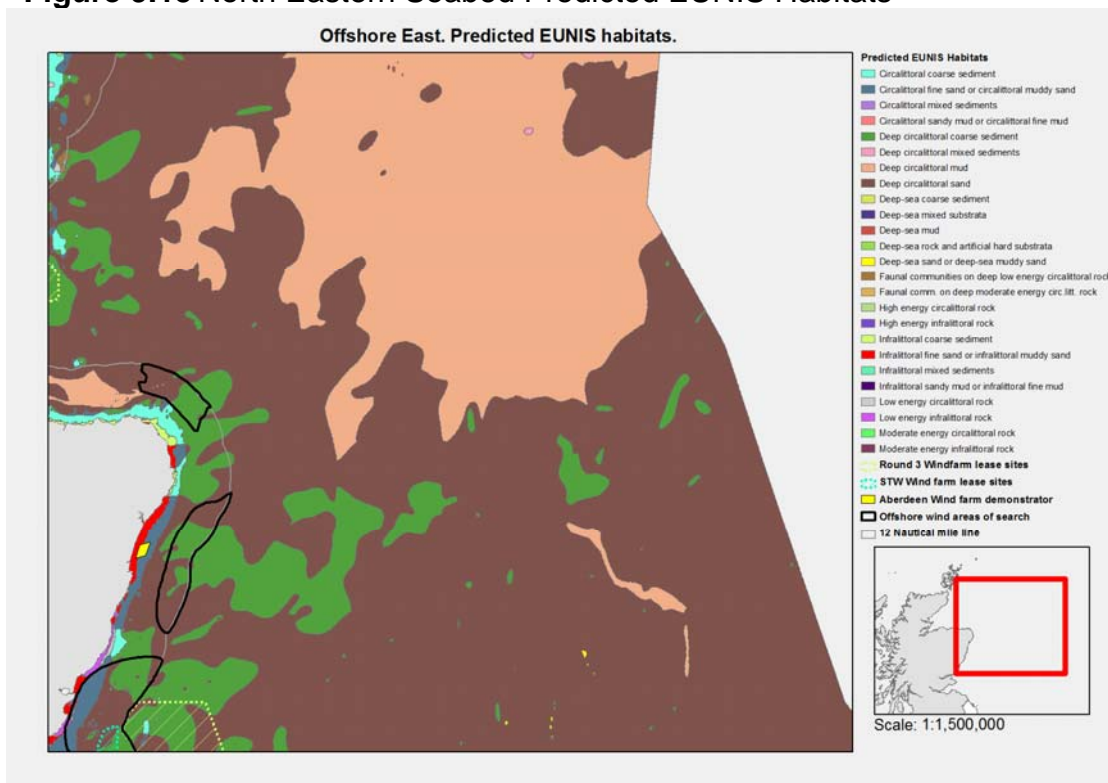 North Eastern Seabed Predicted EUNIS Habitats
Offshore East. Predicted EUNIS habitats.
Predicted EUNIS Habitats
Circalittoral coarse sediment
Circalittoral fine sand or circalittoral muddy sand
Circalittoral mixed sediments
Circalittoral sandy mud or circalittoral fine mud
Deep circalittoral coarse sediment
Deep circalittoral mixed sediments
Deep circalittoral mud
Deep circalittoral sand
Deep-sea coarse sediment
Deep-sea mixed substrata
Deep-sea mud
Deep-sea rock and artificial hard substrata
Deep-sea sand or deep-sea muddy sand
Faunal communities on deep low energy circalittoral rock
Faunal comm. on deep moderate energy circ.litt. rock
High energy circalittoral rock
High energy infralittoral rock
Infralittoral coarse sediment
Infralittoral fine sand or infralittoral muddy sand
Infralittoral mixed sediments
Infralittoral sandy mud or infralittoral fine mud
Low energy circalittoral rock
Low energy infralittoral rock
Moderate energy circalittoral rock
Moderate energy infralittoral rock
Round 3 Windfarm lease sites
STW Wind farm lease sites
Aberdeen Wind farm demonstrator
Offshore wind areas of search
12 Nautical mile line
Scale: 1:1,500,000